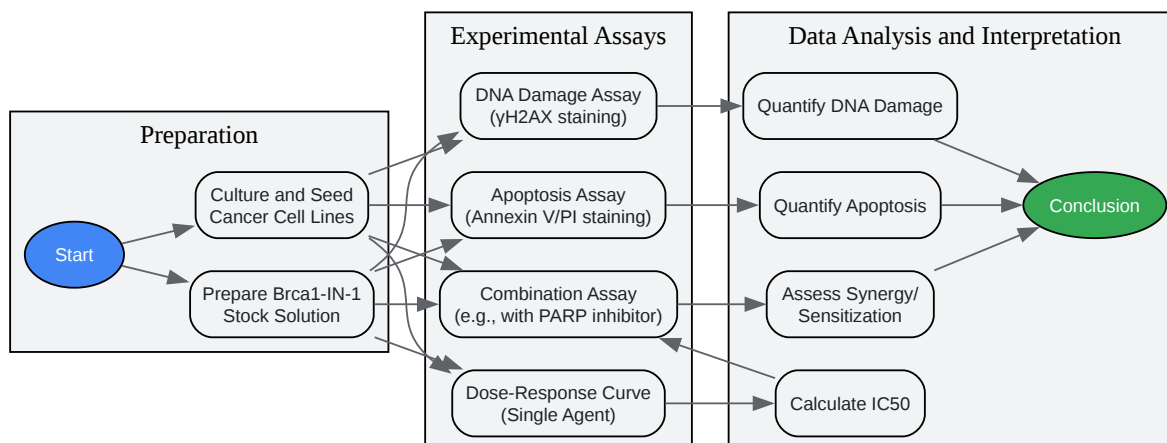 Preparation
Start
Culture and Seed
Cancer Cell Lines
Prepare Brca1-IN-1
Stock Solution
Experimental Assays
DNA Damage Assay
(γH2AX staining)
Apoptosis Assay
(Annexin V/PI staining)
Combination Assay
(e.g., with PARP inhibitor)
Dose-Response Curve
(Single Agent)
Data Analysis and Interpretation
Quantify DNA Damage
Quantify Apoptosis
Assess Synergy/
Sensitization
Calculate IC50
Conclusion